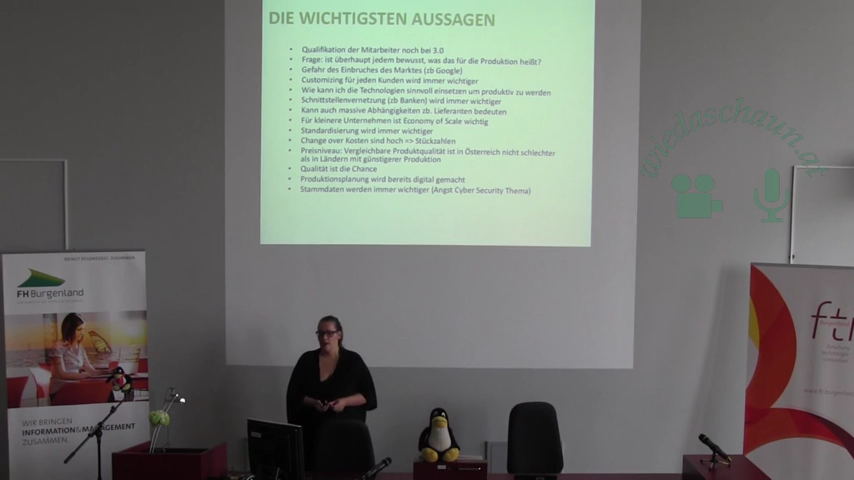 DIE WICHTIGSTEN AUSSAGEN
• Qualifikation der Mitarbeiter noch bei 3.0
• Frage: ist überhaupt jedem bewusst, was das für die Produktion heißt?
• Gefahr des Einbruches des Marktes (zb Google)
• Customizing für jeden Kunden wird immer wichtiger
• Wie kann ich die Technologien sinnvoll einsetzen um produktiv zu werden
• Schnittstellenvernetzung (zb Banken) wird immer wichtiger
• Kann auch massive Abhängigkeiten zb. Lieferanten bedeuten
• Für kleinere Unternehmen ist Economy of Scale wichtig
• Standardisierung wird immer wichtiger
• Change over Kosten sind hoch => Stückzahlen
• Preisniveau: Vergleichbare Produktqualität ist in Österreich nicht schlechter
als in Ländern mit günstigerer Produktion
• Qualität ist die Chance
• Produktionsplanung wird bereits digital gemacht
• Stammdaten werden immer wichtiger (Angst Cyber Security Thema)
wiedaschaun.at
FH Burgenland
WIR BRINGEN
INFORMATION&MANAGEMENT
ZUSAMMEN.